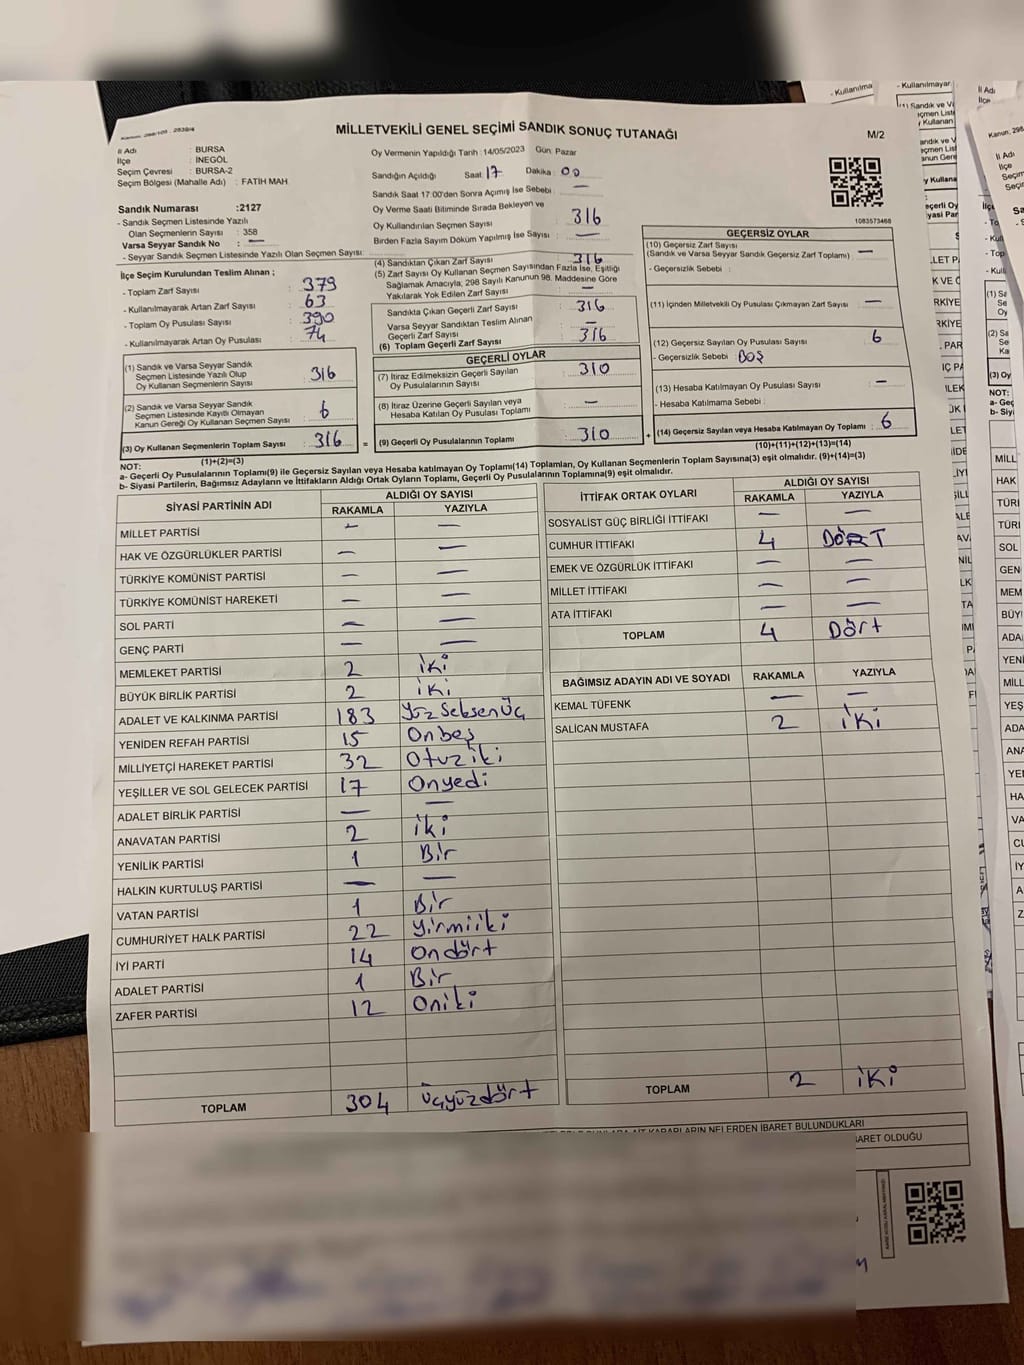 MİLLETVEKİLİ GENEL SEÇİMİ SANDIK SONUÇ TUTANAĞI
M/2
İl Adı : BURSA
İlçe : İNEGÖL
Seçim Çevresi : BURSA-2
Seçim Bölgesi (Mahalle Adı) : FATİH MAH
Sandık Numarası :2127
- Sandık Seçmen Listesinde Yazılı
Olan Seçmenlerin Sayısı : 358
Varsa Seyyar Sandık No : —
- Seyyar Sandık Seçmen Listesinde Yazılı Olan Seçmen Sayısı :
İlçe Seçim Kurulundan Teslim Alınan ;
- Toplam Zarf Sayısı : 379
- Kullanılmayarak Artan Zarf Sayısı : 63
- Toplam Oy Pusulası Sayısı : 390
- Kullanılmayarak Artan Oy Pusulası : 74
(1) Sandık ve Varsa Seyyar Sandık
Seçmen Listesinde Yazılı Olup
Oy Kullanan Seçmenlerin Sayısı : 316
(2) Sandık ve Varsa Seyyar Sandık
Seçmen Listesinde Kayıtlı Olmayan
Kanun Gereği Oy Kullanan Seçmen Sayısı : 6
(3) Oy Kullanan Seçmenlerin Toplam Sayısı : 316 =
(1)+(2)=(3)
Oy Vermenin Yapıldığı Tarih : 14/05/2023 Gün: Pazar
Sandığın Açıldığı Saat: 17 Dakika : 00
Sandık Saat 17:00'den Sonra Açımış İse Sebebi : —
Oy Verme Saati Bitiminde Sırada Bekleyen ve
Oy Kullandırılan Seçmen Sayısı : 316
Birden Fazla Sayım Döküm Yapılmış İse Sayısı : —
(4) Sandıktan Çıkan Zarf Sayısı : 316
(5) Zarf Sayısı Oy Kullanan Seçmen Sayısından Fazla İse, Eşitliği
Sağlamak Amacıyla, 298 Sayılı Kanunun 98. Maddesine Göre
Yakılarak Yok Edilen Zarf Sayısı : —
Sandıkta Çıkan Geçerli Zarf Sayısı : 316
Varsa Seyyar Sandıktan Teslim Alınan
Geçerli Zarf Sayısı : —
(6) Toplam Geçerli Zarf Sayısı : 316
GEÇERLİ OYLAR
(7) İtiraz Edilmeksizin Geçerli Sayılan
Oy Pusulalarının Sayısı : 310
(8) İtiraz Üzerine Geçerli Sayılan veya
Hesaba Katılan Oy Pusulası Toplamı : —
(9) Geçerli Oy Pusulalarının Toplamı : 310 +
1083573468
GEÇERSİZ OYLAR
(10) Geçersiz Zarf Sayısı
(Sandık ve Varsa Seyyar Sandık Geçersiz Zarf Toplamı) : —
- Geçersizlik Sebebi :
(11) İçinden Milletvekili Oy Pusulası Çıkmayan Zarf Sayısı : —
(12) Geçersiz Sayılan Oy Pusulası Sayısı : 6
- Geçersizlik Sebebi : BOŞ
(13) Hesaba Katılmayan Oy Pusulası Sayısı : —
- Hesaba Katılmama Sebebi :
(14) Geçersiz Sayılan veya Hesaba Katılmayan Oy Toplamı : 6
(10)+(11)+(12)+(13)=(14)
NOT:
a- Geçerli Oy Pusulalarının Toplamı(9) ile Geçersiz Sayılan veya Hesaba katılmayan Oy Toplamı(14) Toplamları, Oy Kullanan Seçmenlerin Toplam Sayısına(3) eşit olmalıdır. (9)+(14)=(3)
b- Siyasi Partilerin, Bağımsız Adayların ve İttifakların Aldığı Ortak Oyların Toplamı, Geçerli Oy Pusulalarının Toplamına(9) eşit olmalıdır.
SİYASİ PARTİNİN ADI ALDIĞI OY SAYISI
RAKAMLA YAZIYLA
MİLLET PARTİSİ — —
HAK VE ÖZGÜRLÜKLER PARTİSİ — —
TÜRKİYE KOMÜNİST PARTİSİ — —
TÜRKİYE KOMÜNİST HAREKETİ — —
SOL PARTİ — —
GENÇ PARTİ — —
MEMLEKET PARTİSİ 2 iki
BÜYÜK BİRLİK PARTİSİ 2 iki
ADALET VE KALKINMA PARTİSİ 183 Yüz SeksenÜç
YENİDEN REFAH PARTİSİ 15 Onbeş
MİLLİYETÇİ HAREKET PARTİSİ 32 Otuziki
YEŞİLLER VE SOL GELECEK PARTİSİ 17 Onyedi
ADALET BİRLİK PARTİSİ — —
ANAVATAN PARTİSİ 2 iki
YENİLİK PARTİSİ 1 Bir
HALKIN KURTULUŞ PARTİSİ — —
VATAN PARTİSİ 1 Bir
CUMHURİYET HALK PARTİSİ 22 Yirmiiki
İYİ PARTİ 14 Ondört
ADALET PARTİSİ 1 Bir
ZAFER PARTİSİ 12 Oniki
TOPLAM 304 üçyüzdört
İTTİFAK ORTAK OYLARI ALDIĞI OY SAYISI
RAKAMLA YAZIYLA
SOSYALİST GÜÇ BİRLİĞİ İTTİFAKI — —
CUMHUR İTTİFAKI 4 DÖRT
EMEK VE ÖZGÜRLÜK İTTİFAKI — —
MİLLET İTTİFAKI — —
ATA İTTİFAKI — —
TOPLAM 4 Dört
BAĞIMSIZ ADAYIN ADI VE SOYADI RAKAMLA YAZIYLA
KEMAL TÜFENK — —
SALİCAN MUSTAFA 2 iki
TOPLAM 2 iki
NELERDEN İBARET BULUNDUKLARI
İBARET OLDUĞU